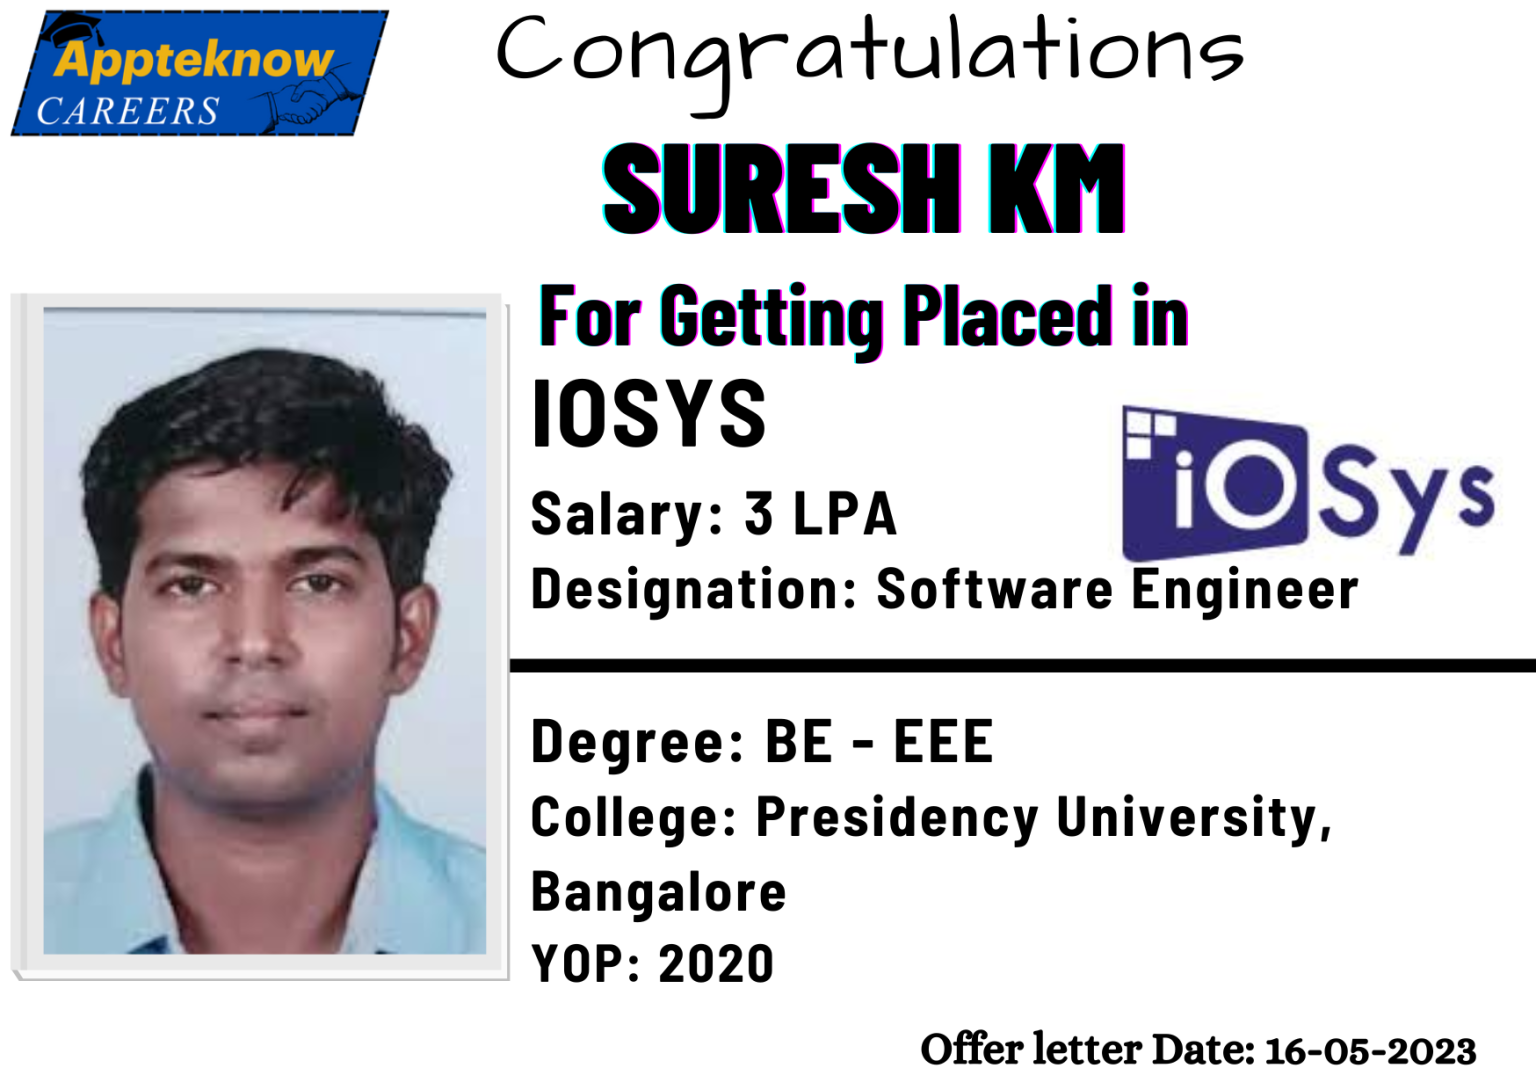 Appteknow
CAREERS
Congratulations
SURESH KM
For Getting Placed in
IOSYS
iOSys
Salary: 3 LPA
Designation: Software Engineer
Degree: BE - EEE
College: Presidency University,
Bangalore
YOP: 2020
Offer letter Date: 16-05-2023